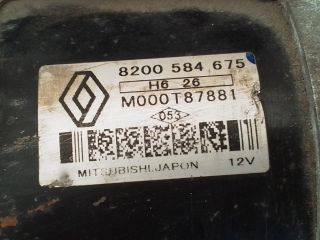 8200 584 675
H6 26
M000T87881
053
MITSUBISHI.JAPON 12V